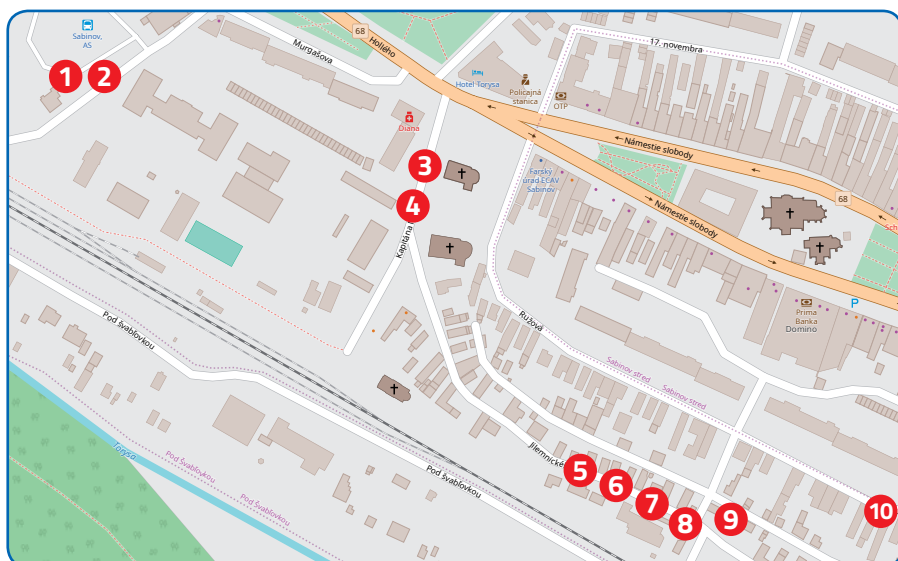 68
Hollého
17. novembra
Sabinov,
AS
Murgašova
1
2
Hotel Torysa
Policajná
stanica
OTP
Diana
Námestie slobody
3
Farský
úrad ECAV
Sabinov
4
Námestie slobody
68
Sch
Kapitána
P
Prima
Banka
Domino
Pod Švabľovkou
Ružová
Sabinov stred
Sabinov stred
Torysa
Pod Švabľovkou
Pod Švabľovkou
Pod Švabľovkou
Jilemnické
5
6
7
8
9
10